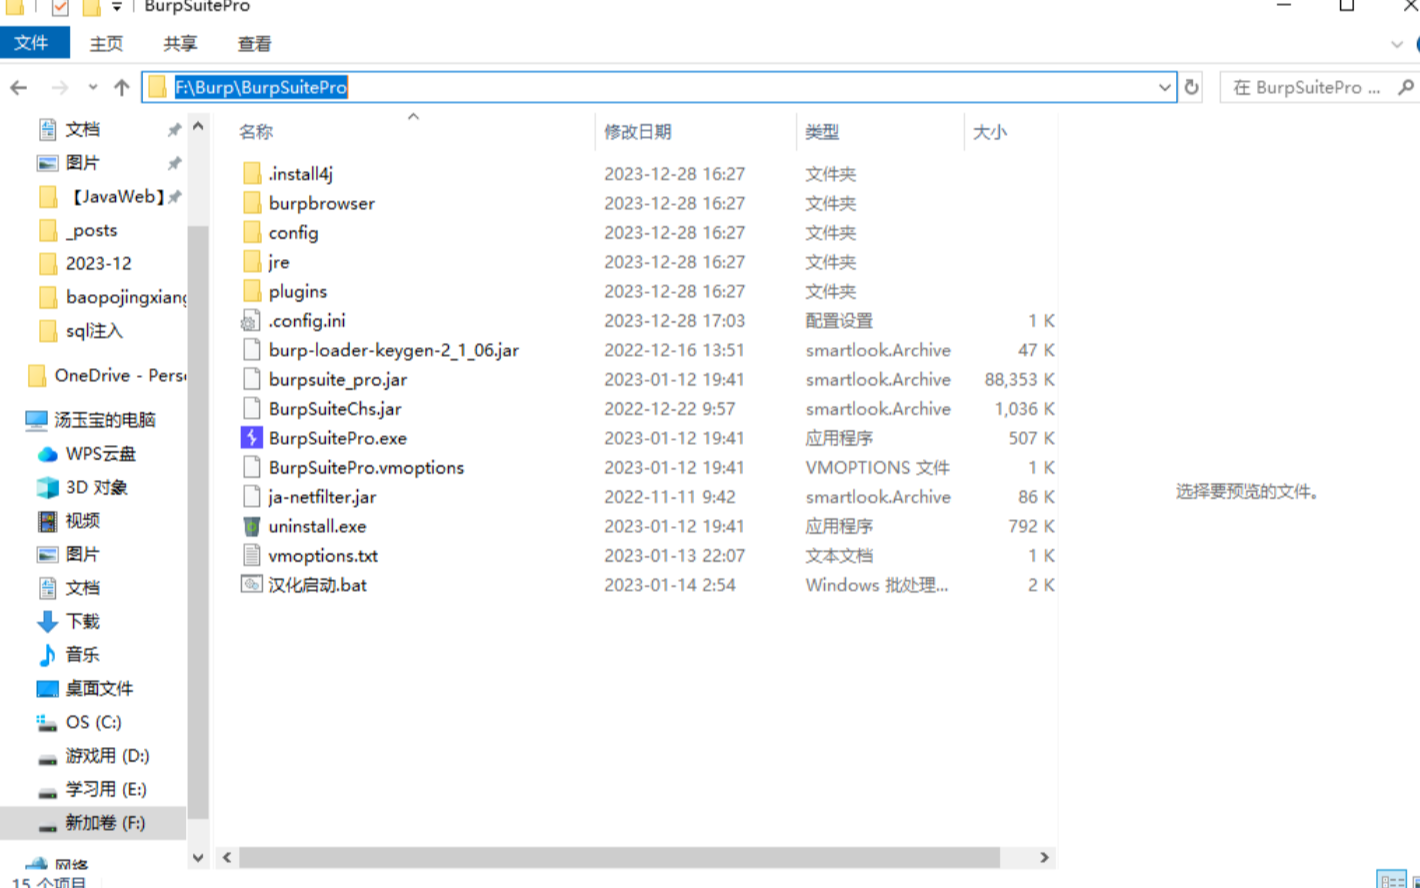 BurpSuitePro
文件 主页 共享 查看
F:\Burp\BurpSuitePro 在 BurpSuitePro ...
文档
图片
【JavaWeb】
_posts
2023-12
baopojingxiang
sql注入
OneDrive - Perso
汤玉宝的电脑
WPS云盘
3D 对象
视频
图片
文档
下载
音乐
桌面文件
OS (C:)
游戏用 (D:)
学习用 (E:)
新加卷 (F:)
网络
名称 修改日期 类型 大小
.install4j 2023-12-28 16:27 文件夹
burpbrowser 2023-12-28 16:27 文件夹
config 2023-12-28 16:27 文件夹
jre 2023-12-28 16:27 文件夹
plugins 2023-12-28 16:27 文件夹
.config.ini 2023-12-28 17:03 配置设置 1 K
burp-loader-keygen-2_1_06.jar 2022-12-16 13:51 smartlook.Archive 47 K
burpsuite_pro.jar 2023-01-12 19:41 smartlook.Archive 88,353 K
BurpSuiteChs.jar 2022-12-22 9:57 smartlook.Archive 1,036 K
BurpSuitePro.exe 2023-01-12 19:41 应用程序 507 K
BurpSuitePro.vmoptions 2023-01-12 19:41 VMOPTIONS 文件 1 K
ja-netfilter.jar 2022-11-11 9:42 smartlook.Archive 86 K
uninstall.exe 2023-01-12 19:41 应用程序 792 K
vmoptions.txt 2023-01-13 22:07 文本文档 1 K
汉化启动.bat 2023-01-14 2:54 Windows 批处理... 2 K
选择要预览的文件。
15 个项目